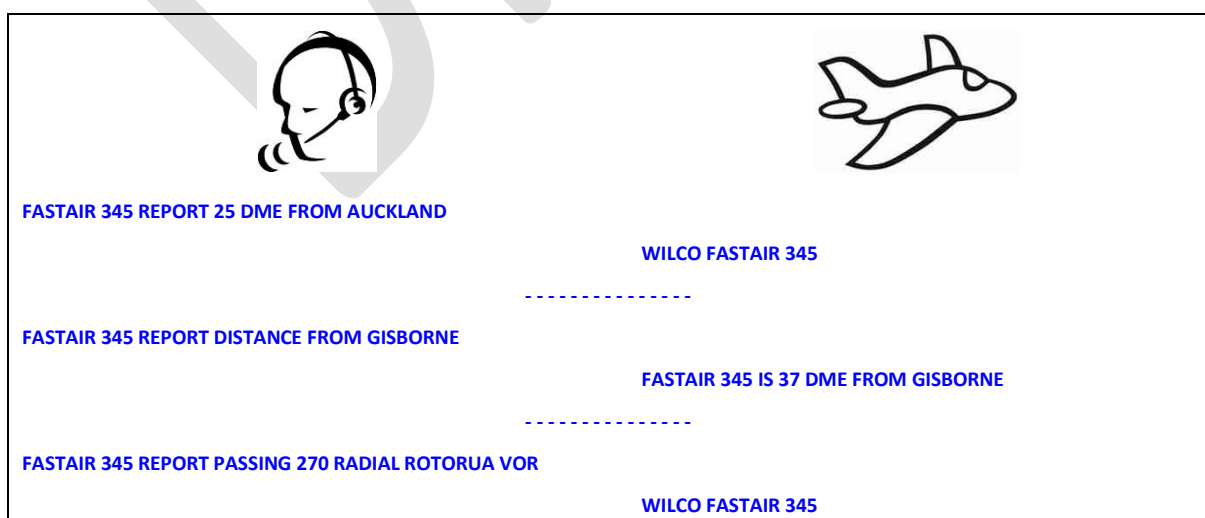 FASTAIR 345 REPORT 25 DME FROM AUCKLAND
WILCO FASTAIR 345
- - - - - - - - - - - - - - -
FASTAIR 345 REPORT DISTANCE FROM GISBORNE
FASTAIR 345 IS 37 DME FROM GISBORNE
- - - - - - - - - - - - - - -
FASTAIR 345 REPORT PASSING 270 RADIAL ROTORUA VOR
WILCO FASTAIR 345